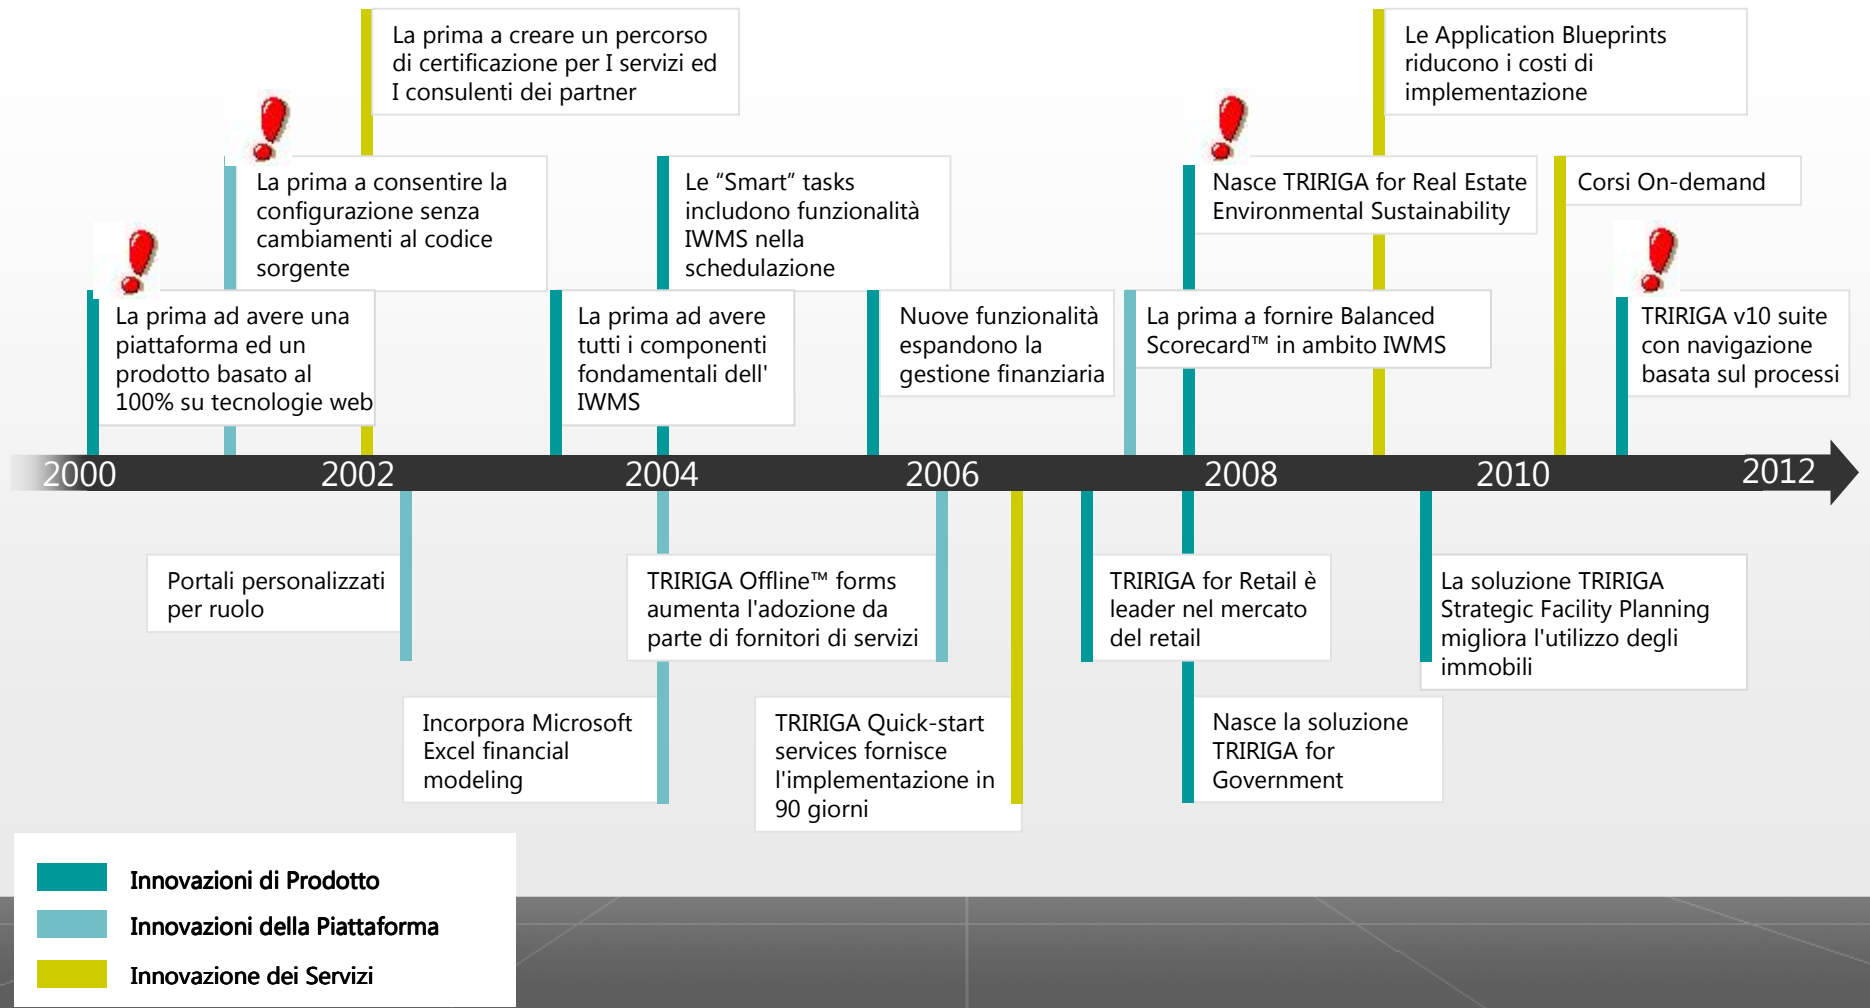 La prima a creare un percorso
di certificazione per I servizi ed
I consulenti dei partner
Le Application Blueprints
riducono i costi di
implementazione
La prima a consentire la
configurazione senza
cambiamenti al codice
sorgente
Le “Smart” tasks
includono funzionalità
IWMS nella
schedulazione
Nasce TRIRIGA for Real Estate
Environmental Sustainability
Corsi On-demand
La prima ad avere una
piattaforma ed un
prodotto basato al
100% su tecnologie web
La prima ad avere
tutti i componenti
fondamentali dell'
IWMS
Nuove funzionalità
espandono la
gestione finanziaria
La prima a fornire Balanced
Scorecard™ in ambito IWMS
TRIRIGA v10 suite
con navigazione
basata sul processi
2000 2002 2004 2006 2008 2010 2012
Portali personalizzati
per ruolo
TRIRIGA Offline™ forms
aumenta l'adozione da
parte di fornitori di servizi
TRIRIGA for Retail è
leader nel mercato
del retail
La soluzione TRIRIGA
Strategic Facility Planning
migliora l'utilizzo degli
immobili
Incorpora Microsoft
Excel financial
modeling
TRIRIGA Quick-start
services fornisce
l'implementazione in
90 giorni
Nasce la soluzione
TRIRIGA for
Government
Innovazioni di Prodotto
Innovazioni della Piattaforma
Innovazione dei Servizi